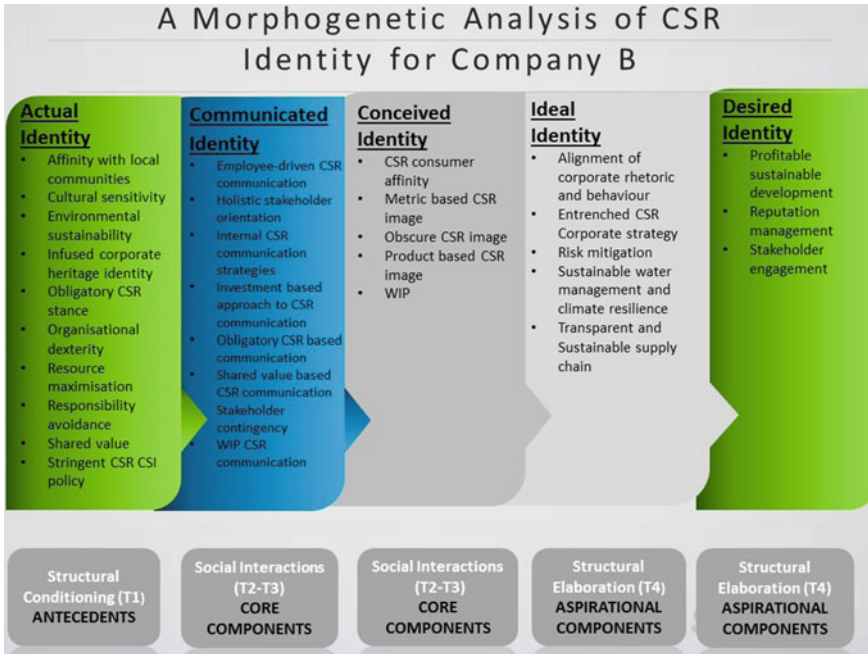 A Morphogenetic Analysis of CSR
Identity for Company B
Actual
Identity
• Affinity with local
communities
• Cultural sensitivity
• Environmental
sustainability
• Infused corporate
heritage identity
• Obligatory CSR
stance
• Organisational
dexterity
• Resource
maximisation
• Responsibility
avoidance
• Shared value
• Stringent CSR CSI
policy
Communicated
Identity
• Employee-driven CSR
communication
• Holistic stakeholder
orientation
• Internal CSR
communication
strategies
• Investment based
approach to CSR
communication
• Obligatory CSR based
communication
• Shared value based
CSR communication
• Stakeholder
contingency
• WIP CSR
communication
Conceived
Identity
• CSR consumer
affinity
• Metric based CSR
image
• Obscure CSR image
• Product based CSR
image
• WIP
Ideal
Identity
• Alignment of
corporate rhetoric
and behaviour
• Entrenched CSR
Corporate strategy
• Risk mitigation
• Sustainable water
management and
climate resilience
• Transparent and
Sustainable supply
chain
Desired
Identity
• Profitable
sustainable
development
• Reputation
management
• Stakeholder
engagement
Structural
Conditioning (T1)
ANTECEDENTS
Social Interactions
(T2-T3)
CORE
COMPONENTS
Social Interactions
(T2-T3)
CORE
COMPONENTS
Structural
Elaboration (T4)
ASPIRATIONAL
COMPONENTS
Structural
Elaboration (T4)
ASPIRATIONAL
COMPONENTS